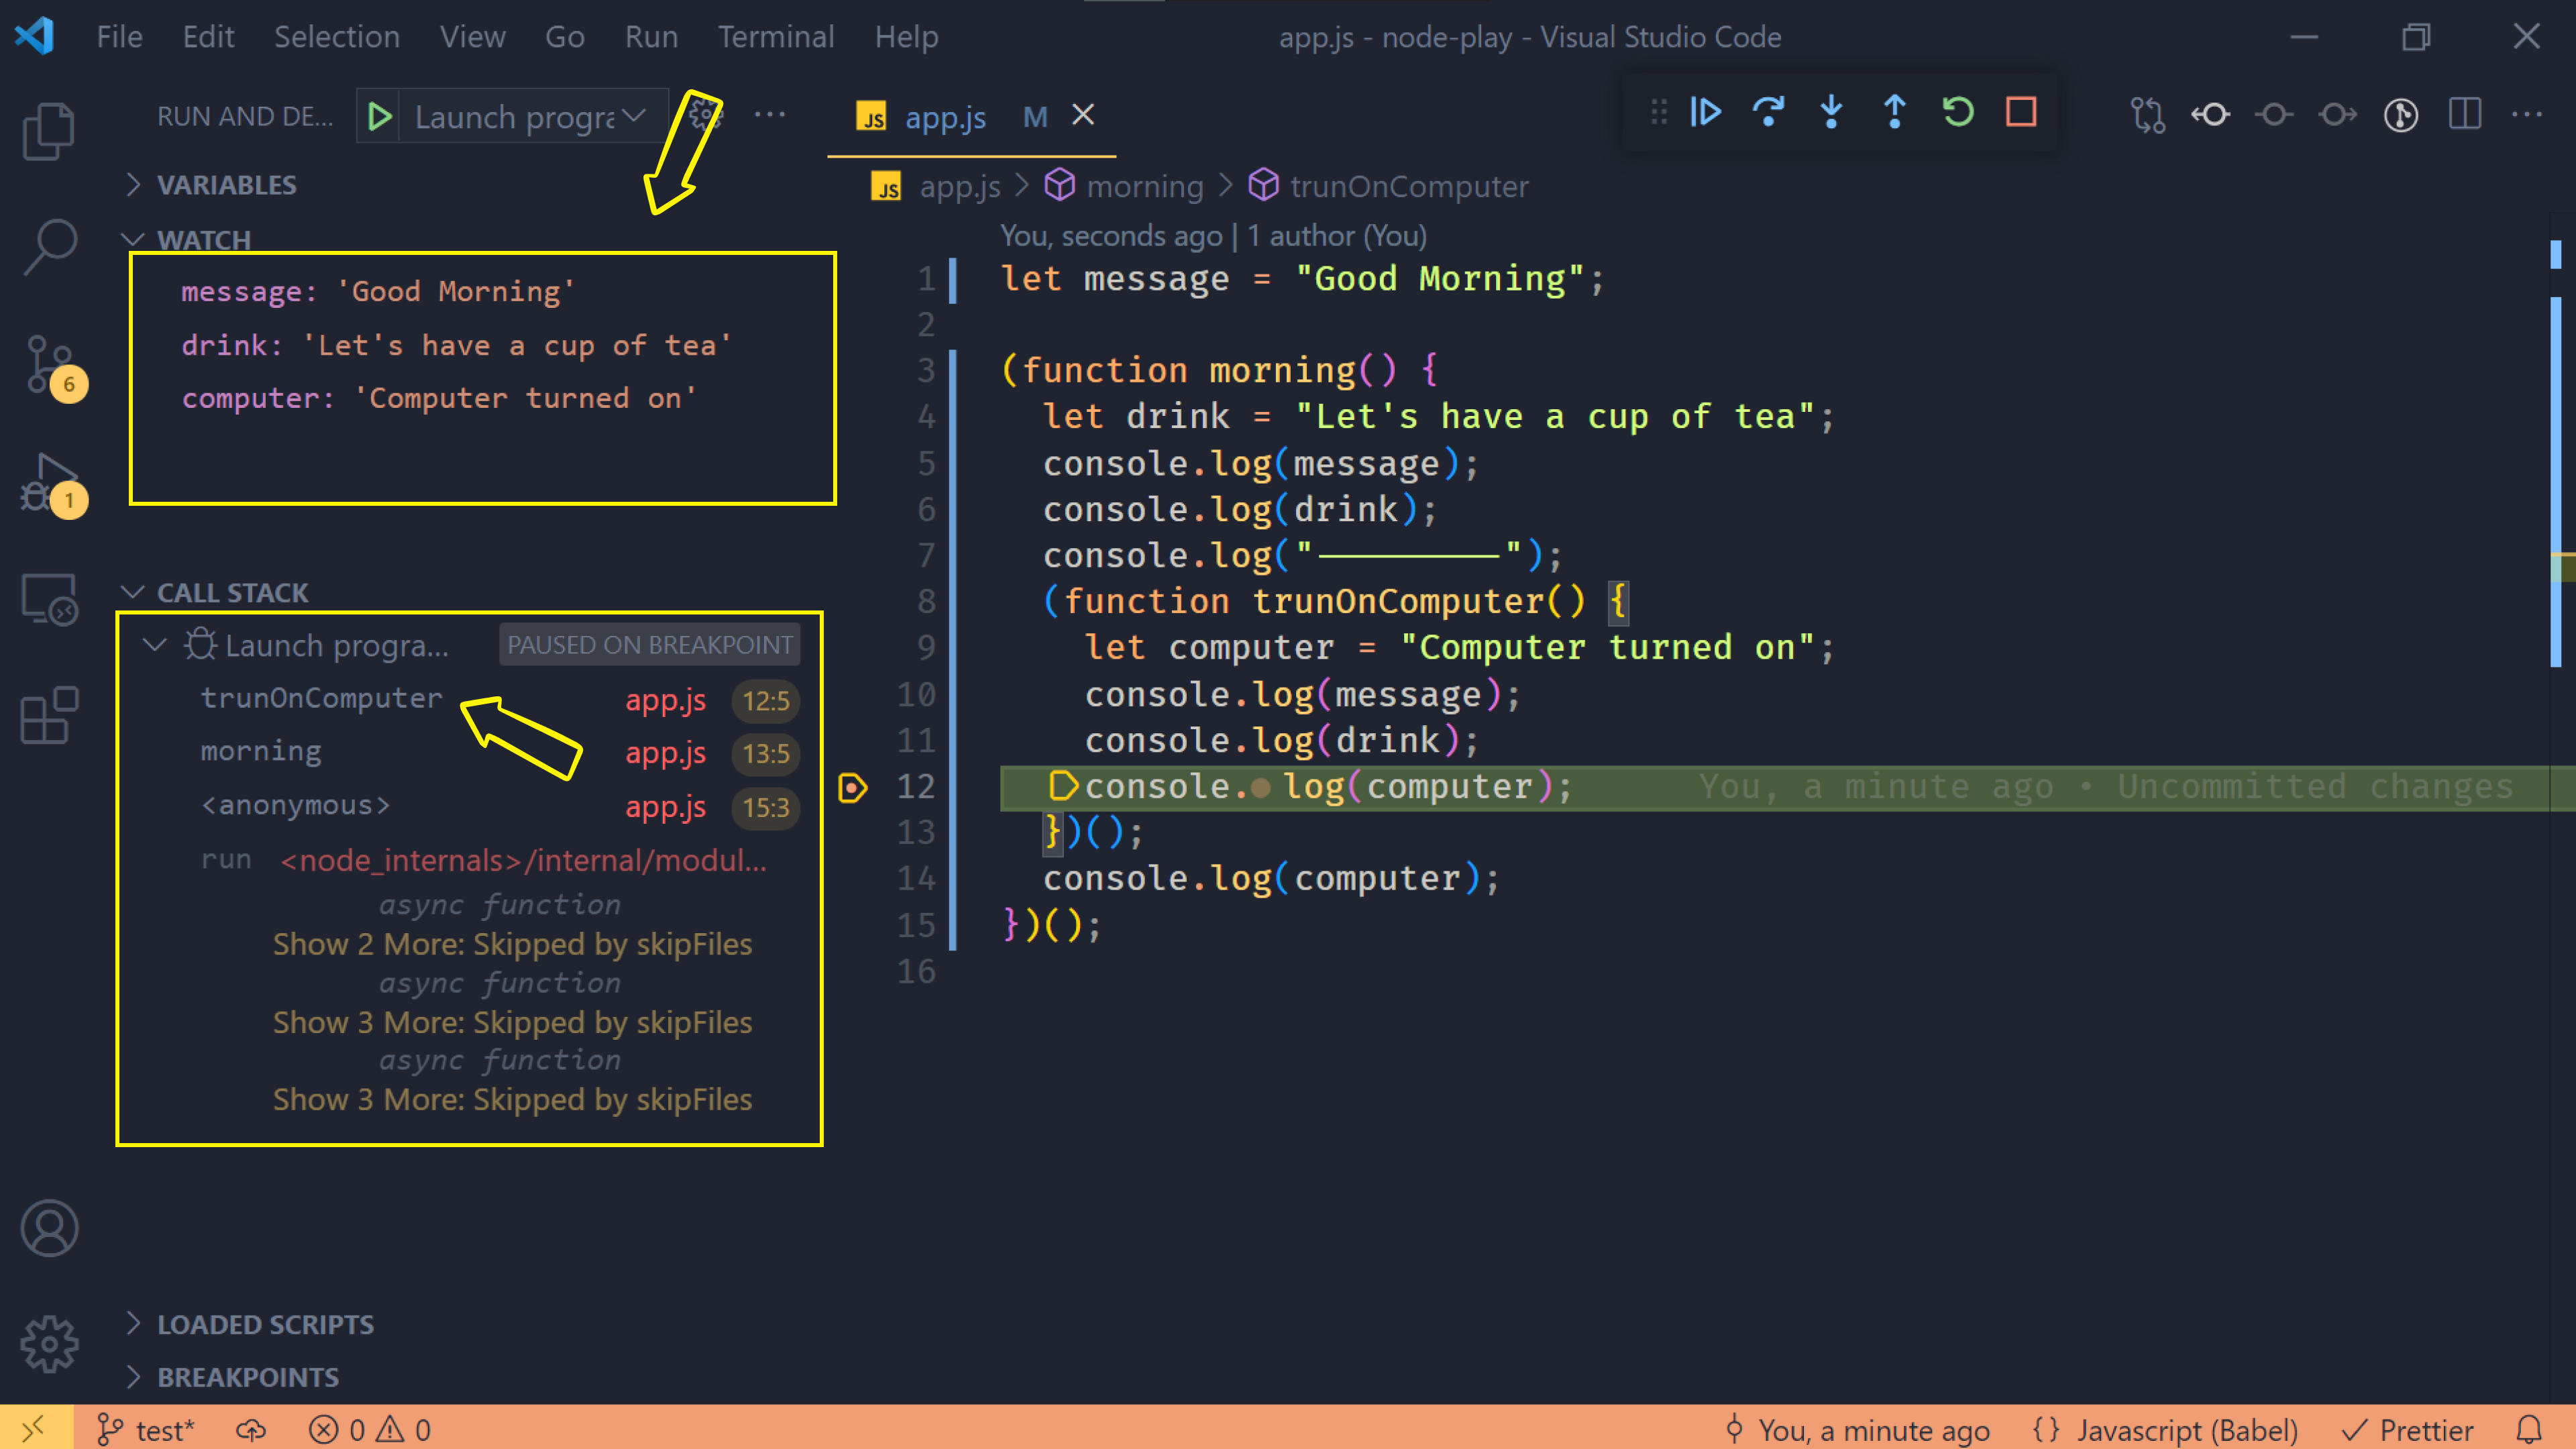 File Edit Selection View Go Run Terminal Help
app.js - node-play - Visual Studio Code
RUN AND DE... Launch progra
JS app.js M
VARIABLES
JS app.js > morning > trunOnComputer
WATCH
message: 'Good Morning'
drink: 'Let's have a cup of tea'
computer: 'Computer turned on'
6
1
CALL STACK
Launch progra... PAUSED ON BREAKPOINT
trunOnComputer app.js 12:5
morning app.js 13:5
<anonymous> app.js 15:3
run <node_internals>/internal/modul...
async function
Show 2 More: Skipped by skipFiles
async function
Show 3 More: Skipped by skipFiles
async function
Show 3 More: Skipped by skipFiles
LOADED SCRIPTS
BREAKPOINTS
You, seconds ago | 1 author (You)
1 let message = "Good Morning";
2
3 (function morning() {
4 let drink = "Let's have a cup of tea";
5 console.log(message);
6 console.log(drink);
7 console.log("---------");
8 (function trunOnComputer() {
9 let computer = "Computer turned on";
10 console.log(message);
11 console.log(drink);
12 console.log(computer); You, a minute ago • Uncommitted changes
13 })();
14 console.log(computer);
15 })();
16
test* 0 0 You, a minute ago {} Javascript (Babel) Prettier